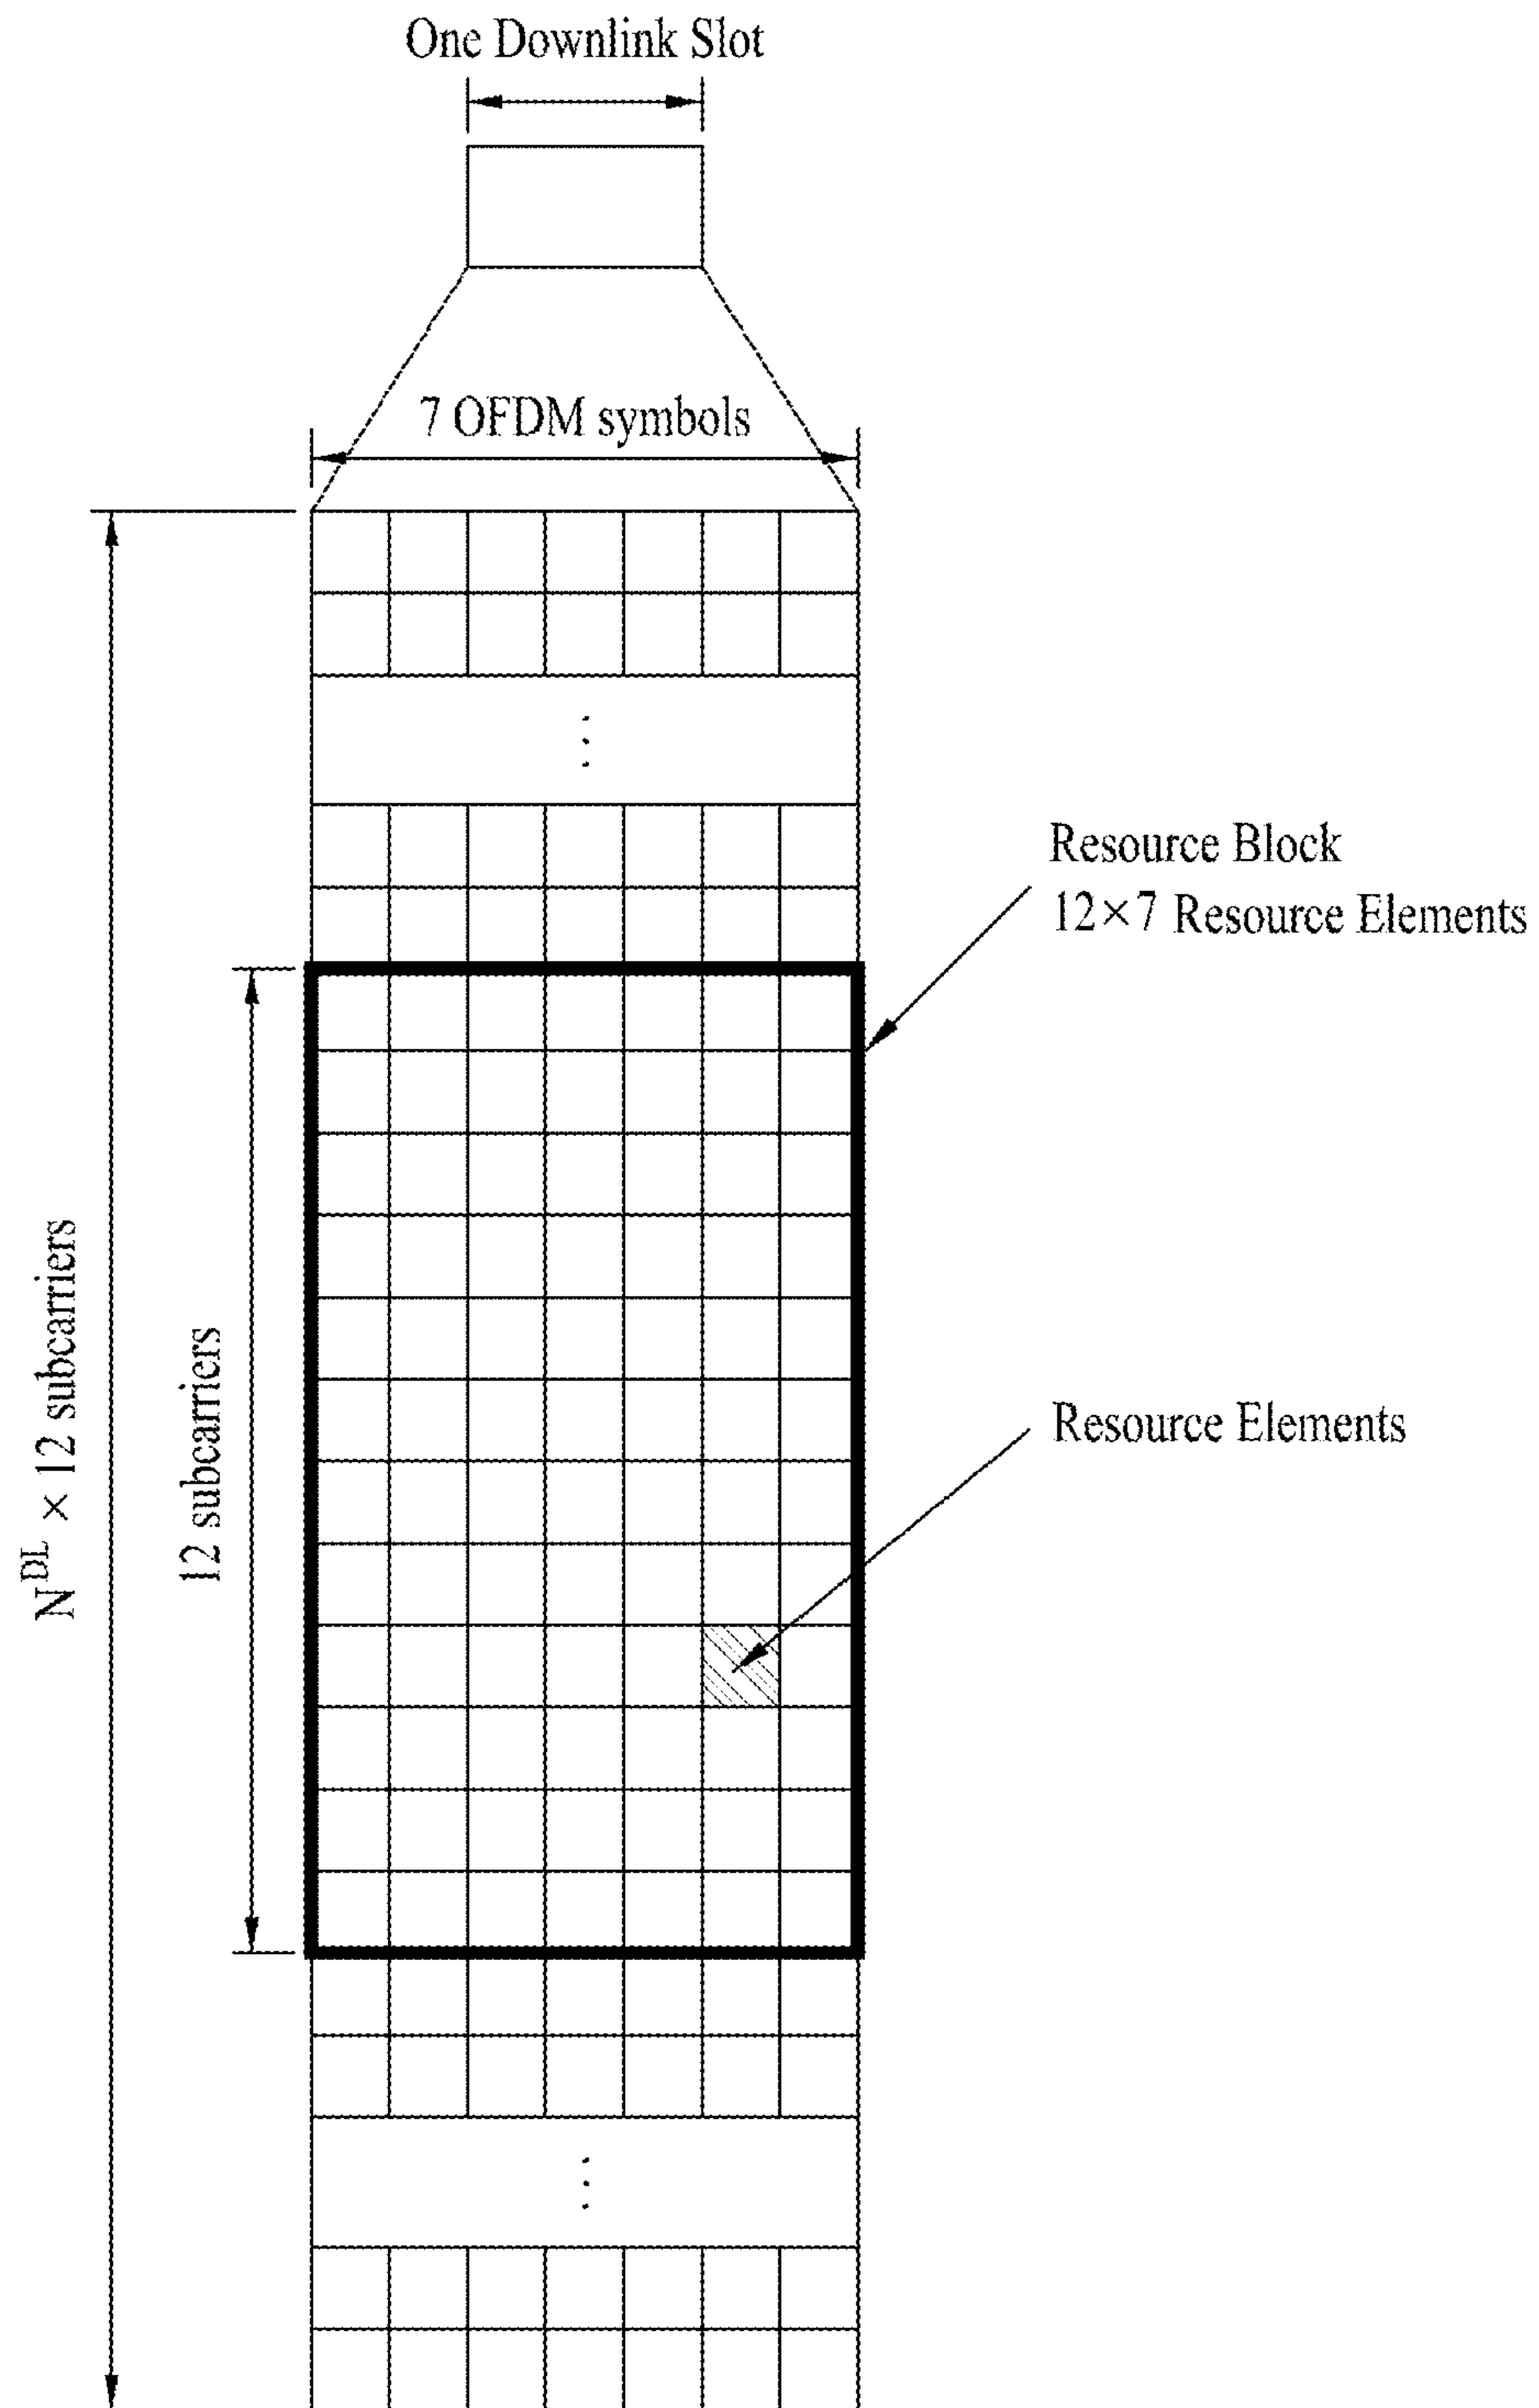 One Downlink Slot
7 OFDM symbols
Resource Block
12×7 Resource Elements
Resource Elements
12 subcarriers
N^DL × 12 subcarriers